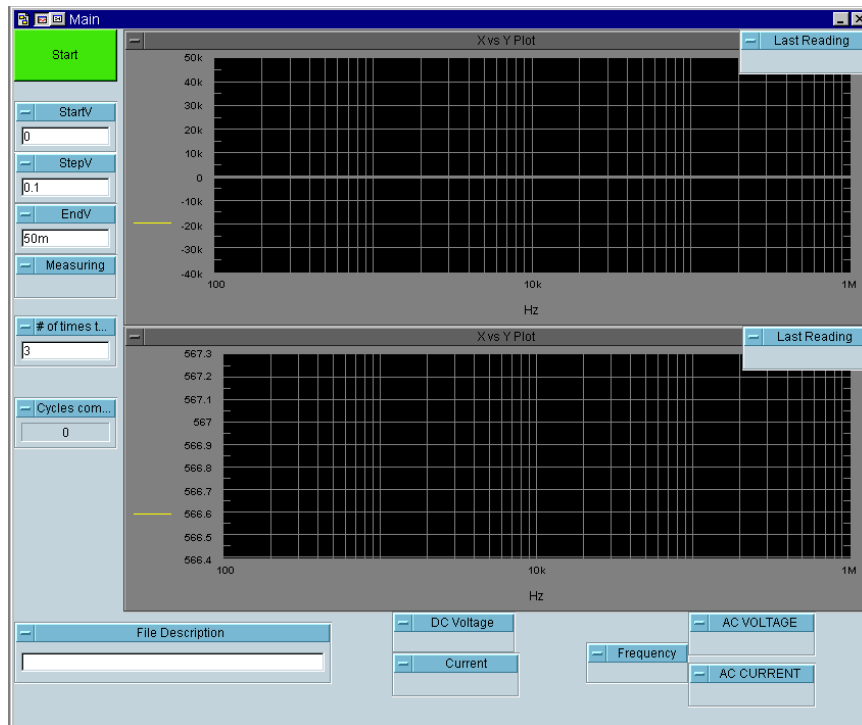 Main
Start
X vs Y Plot
Last Reading
50k
40k
30k
20k
10k
0
-10k
-20k
-30k
-40k
100
10k
1M
Hz
StartV
0
StepV
0.1
EndV
50m
Measuring
# of times t...
3
Cycles com...
0
X vs Y Plot
Last Reading
567.3
567.2
567.1
567
566.9
566.8
566.7
566.6
566.5
566.4
100
10k
1M
Hz
File Description
DC Voltage
Current
Frequency
AC VOLTAGE
AC CURRENT